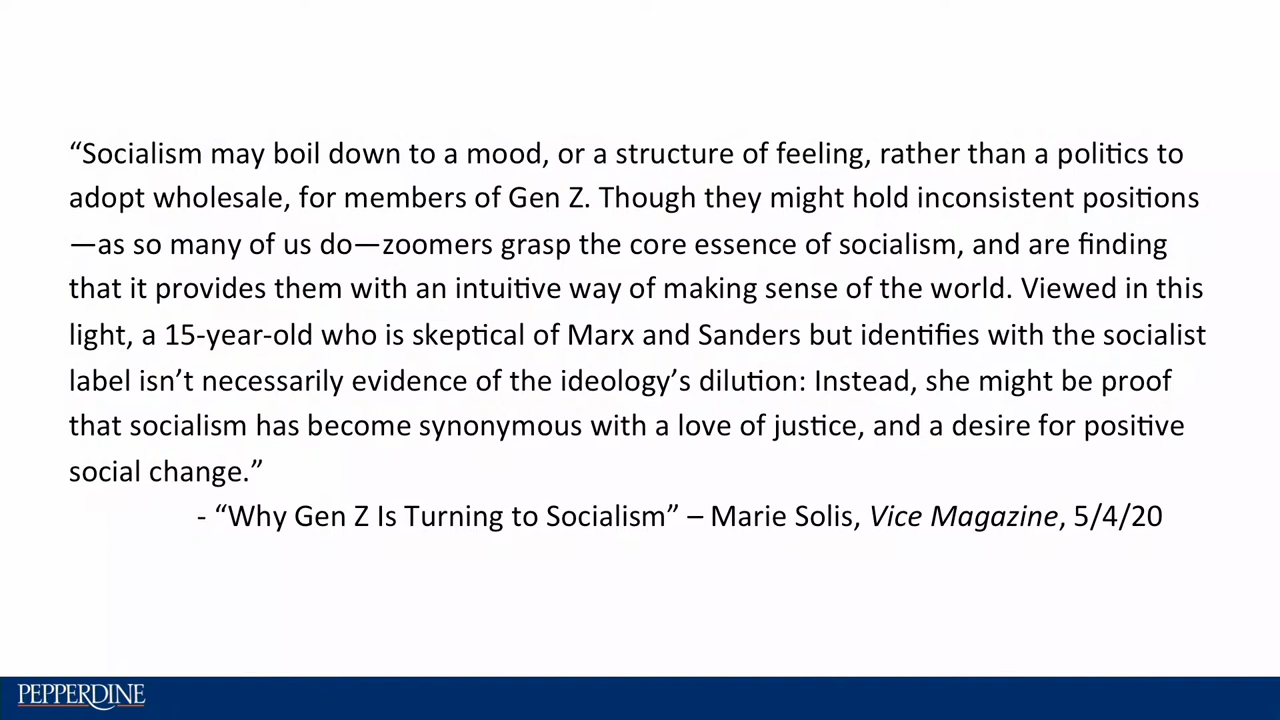 “Socialism may boil down to a mood, or a structure of feeling, rather than a politics to
adopt wholesale, for members of Gen Z. Though they might hold inconsistent positions
—as so many of us do—zoomers grasp the core essence of socialism, and are finding
that it provides them with an intuitive way of making sense of the world. Viewed in this
light, a 15-year-old who is skeptical of Marx and Sanders but identifies with the socialist
label isn’t necessarily evidence of the ideology’s dilution: Instead, she might be proof
that socialism has become synonymous with a love of justice, and a desire for positive
social change.”
- “Why Gen Z Is Turning to Socialism” – Marie Solis, Vice Magazine, 5/4/20
PEPPERDINE